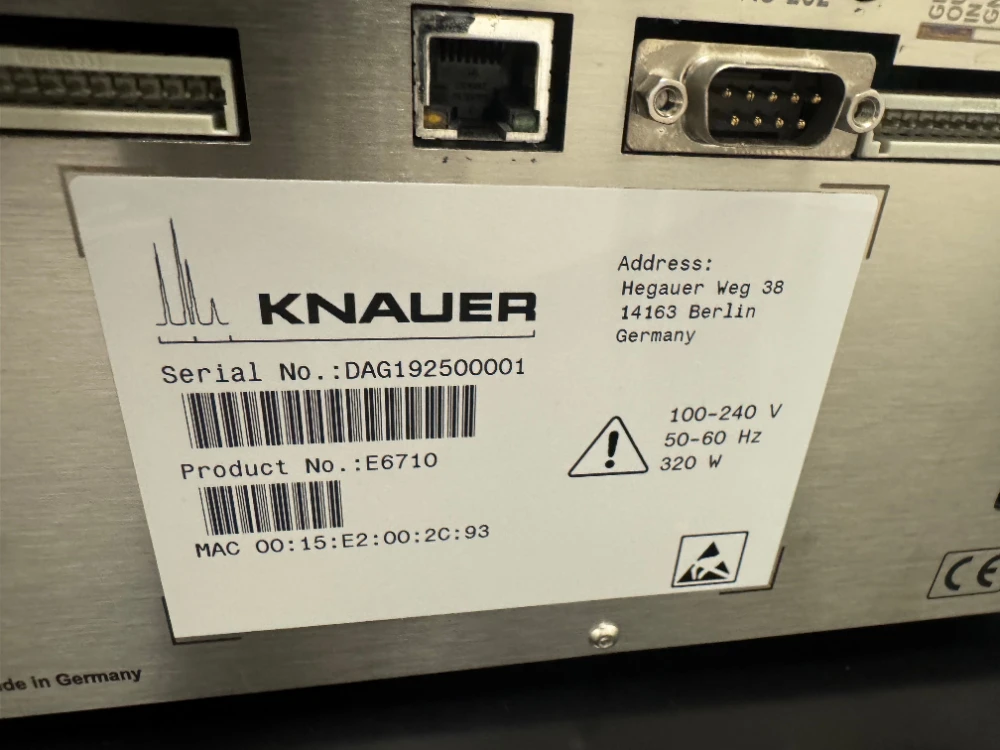 KNAUER
Serial No.:DAG192500001
Product No.:E6710
MAC 00:15:E2:00:2C:93
Address:
Hegauer Weg 38
14163 Berlin
Germany
100-240 V
50-60 Hz
320 W
CE
de in Germany